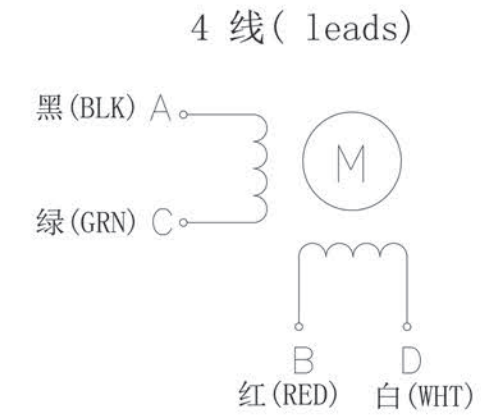 4 线( leads)
黑(BLK) A
M
绿(GRN) C
B D
红(RED) 白(WHT)